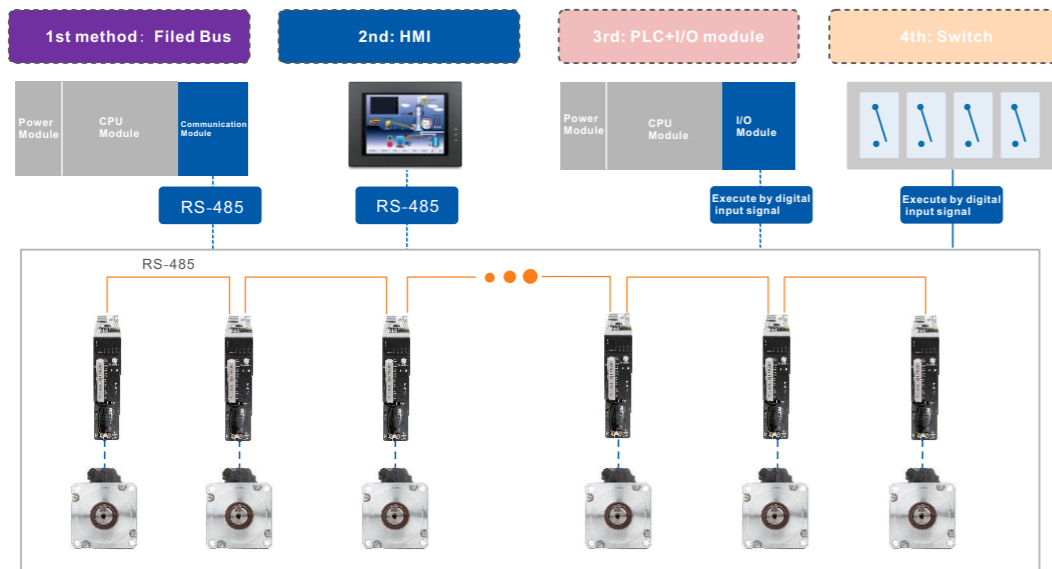 1st method: Filed Bus
2nd: HMI
3rd: PLC+I/O module
4th: Switch
Power
Module
CPU
Module
Communication
Module
Power
Module
CPU
Module
I/O
Module
RS-485
RS-485
Execute by digital
input signal
Execute by digital
input signal
RS-485